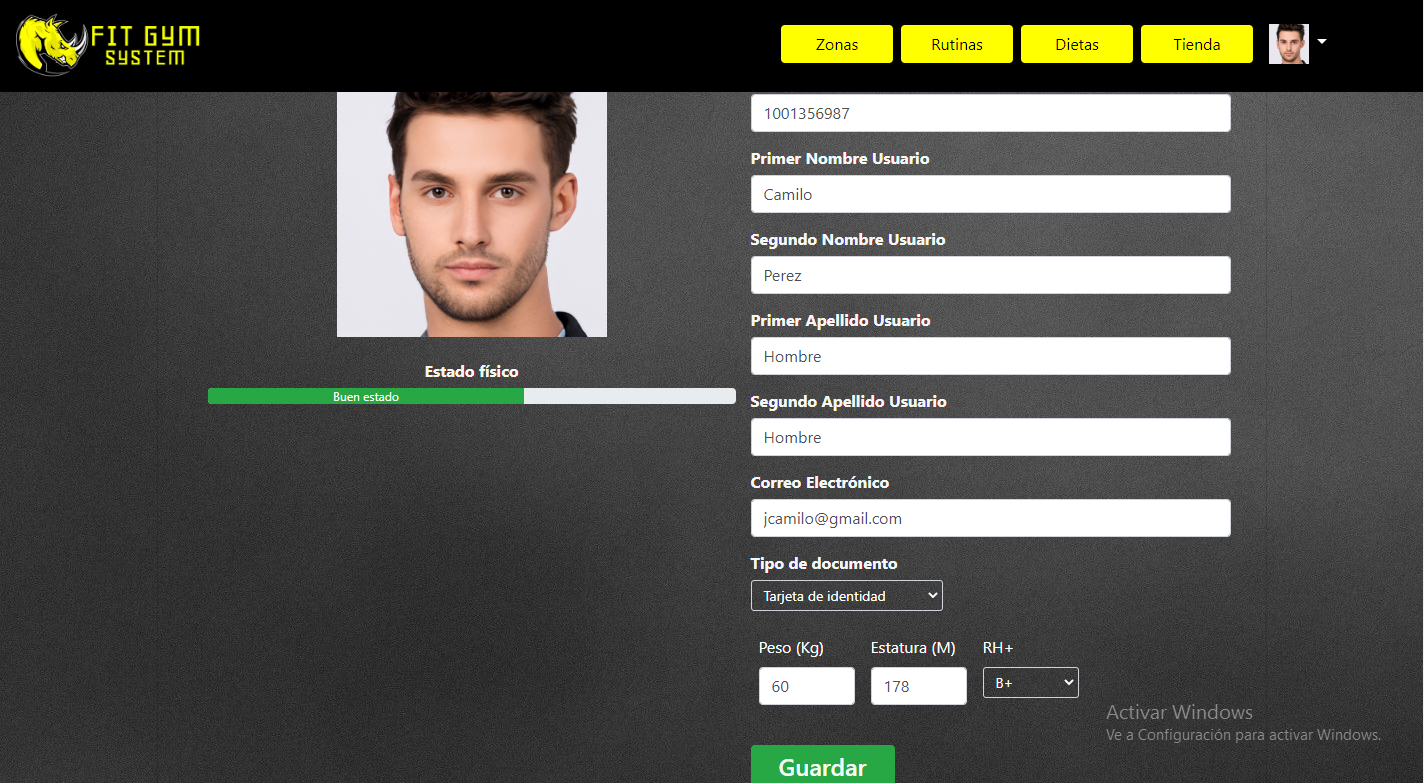 FIT GYM
SYSTEM
Zonas
Rutinas
Dietas
Tienda
1001356987
Primer Nombre Usuario
Camilo
Segundo Nombre Usuario
Perez
Primer Apellido Usuario
Hombre
Segundo Apellido Usuario
Hombre
Correo Electrónico
jcamilo@gmail.com
Tipo de documento
Tarjeta de identidad
Peso (Kg)
Estatura (M)
RH+
60
178
B+
Guardar
Estado físico
Buen estado
Activar Windows
Ve a Configuración para activar Windows.